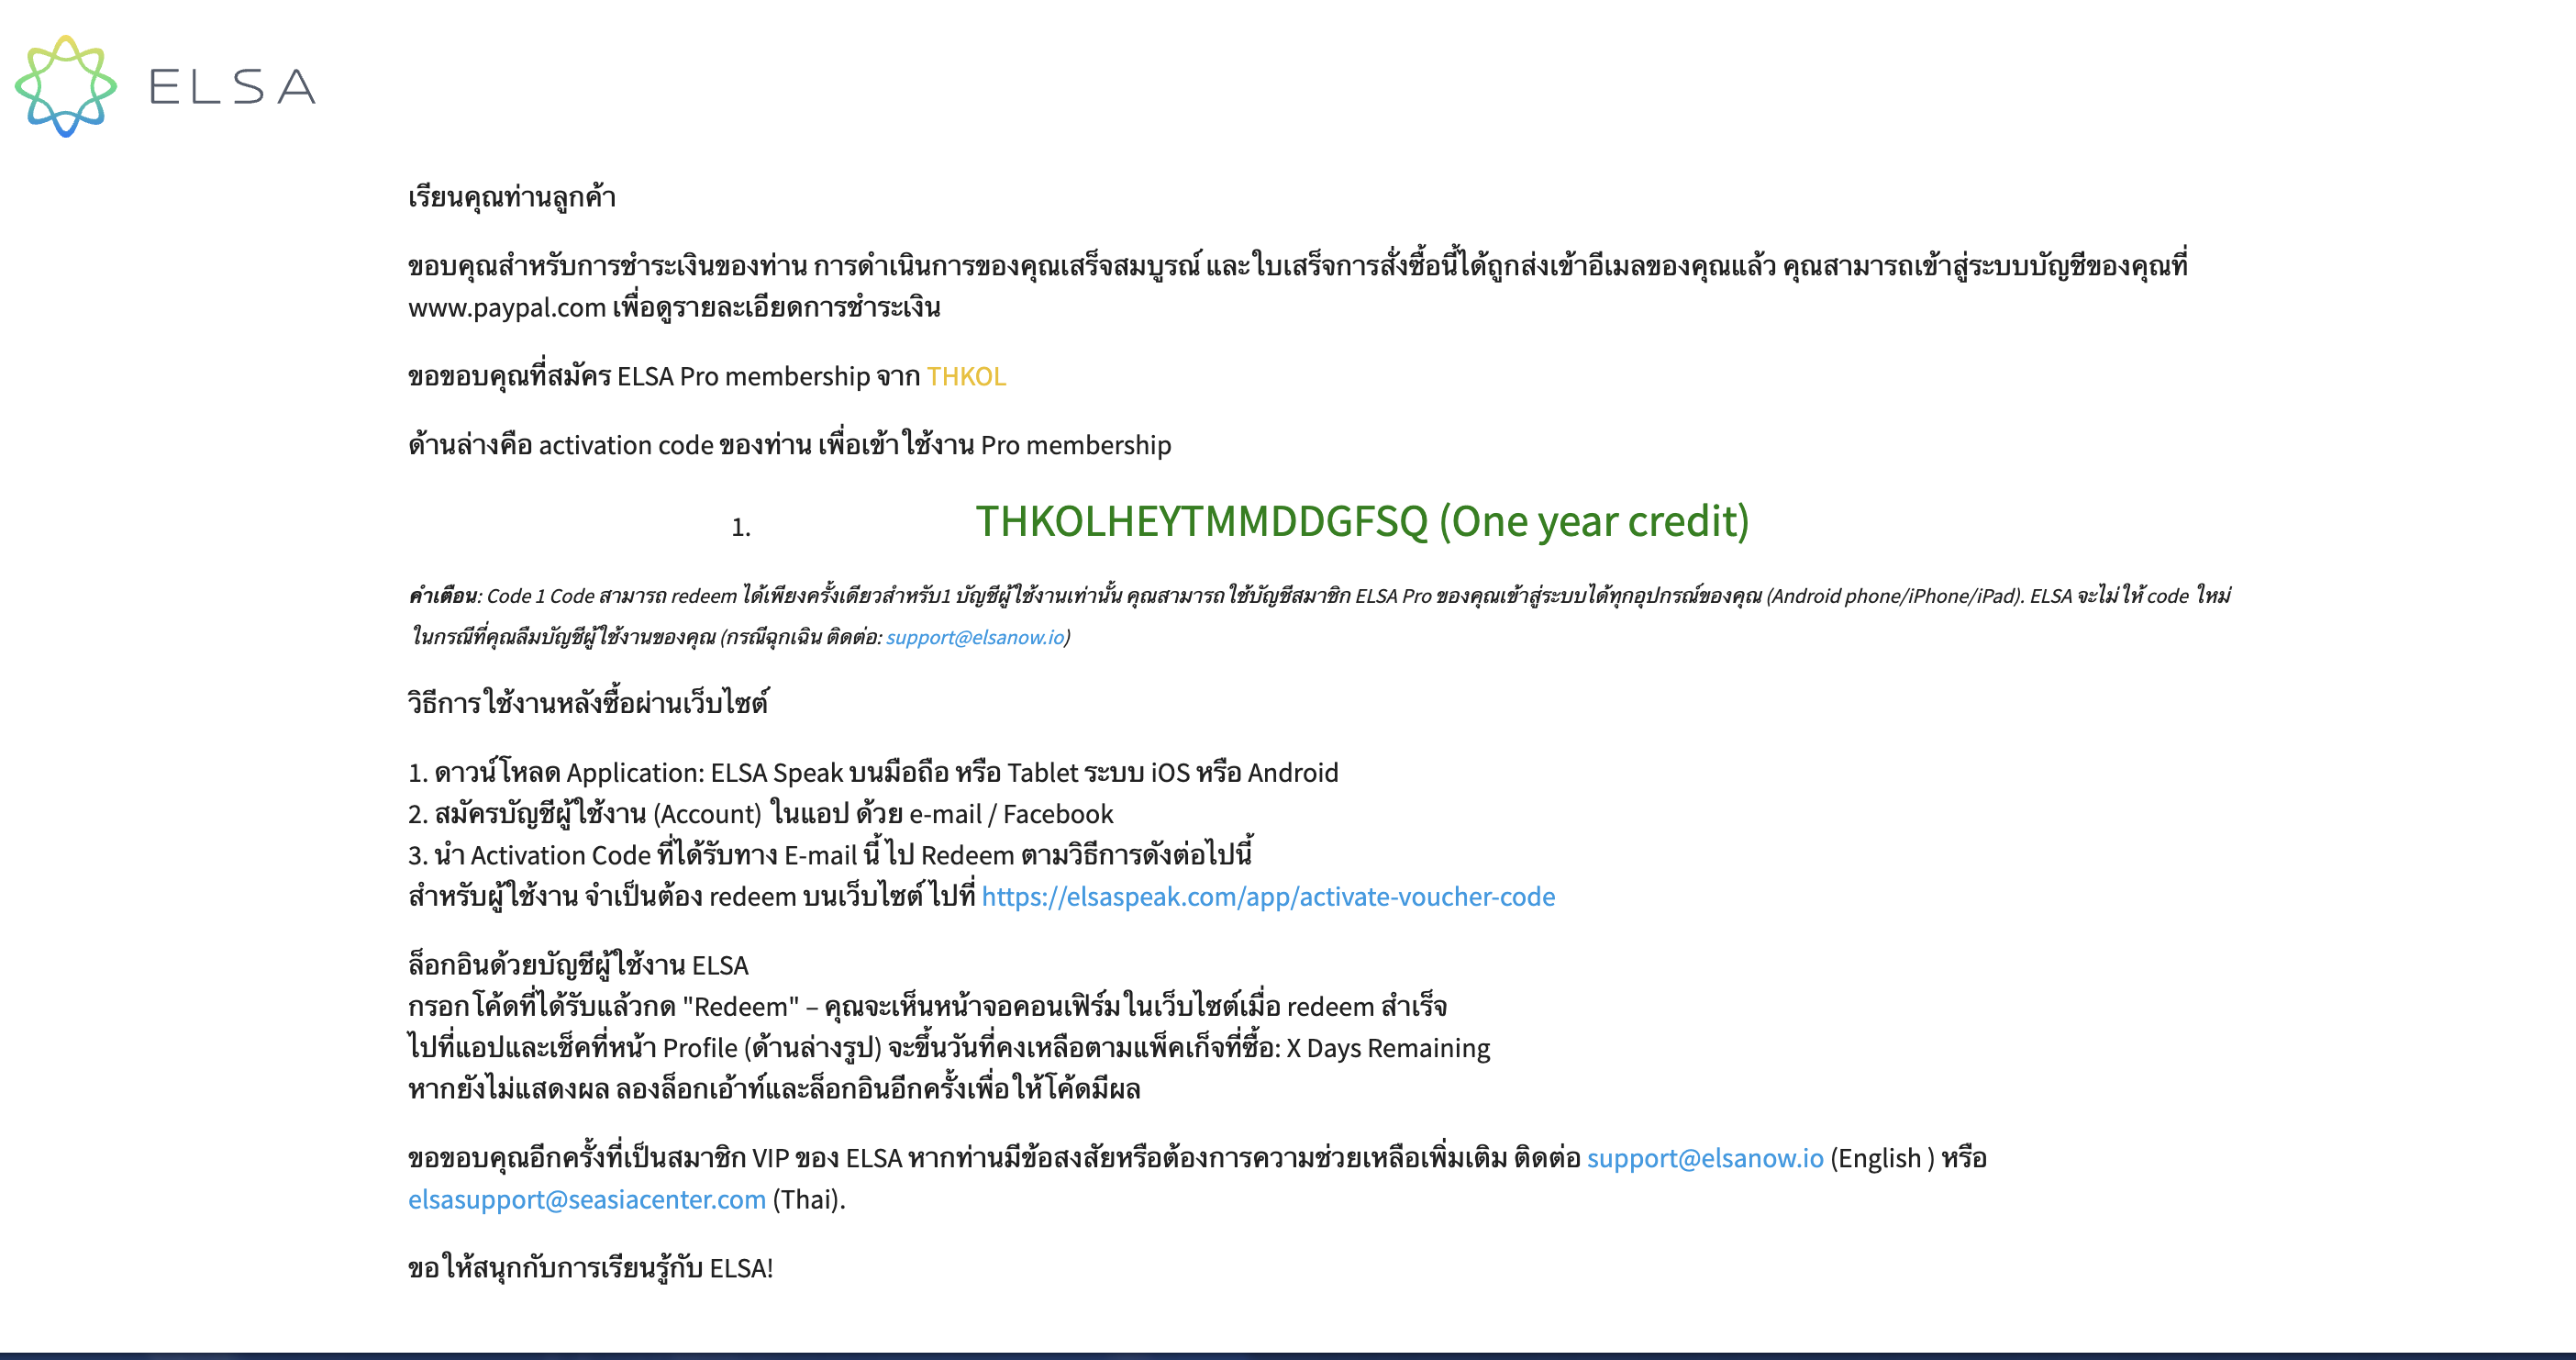 ELSA
เรียนคุณท่านลูกค้า
ขอบคุณสำหรับการชำระเงินของท่าน การดำเนินการของคุณเสร็จสมบูรณ์ และใบเสร็จการสั่งซื้อนี้ได้ถูกส่งเข้าอีเมลของคุณแล้ว คุณสามารถเข้าสู่ระบบบัญชีของคุณที่
www.paypal.com เพื่อดูรายละเอียดการชำระเงิน
ขอขอบคุณที่สมัคร ELSA Pro membership จาก THKOL
ด้านล่างคือ activation code ของท่าน เพื่อเข้าใช้งาน Pro membership
1. THKOLHEYTMMDDGFSQ (One year credit)
คำเตือน: Code 1 Code สามารถ redeem ได้เพียงครั้งเดียวสำหรับ1 บัญชีผู้ใช้งานเท่านั้น คุณสามารถใช้บัญชีสมาชิก ELSA Pro ของคุณเข้าสู่ระบบได้ทุกอุปกรณ์ของคุณ (Android phone/iPhone/iPad). ELSA จะไม่ให้ code ใหม่
ในกรณีที่คุณลืมบัญชีผู้ใช้งานของคุณ (กรณีฉุกเฉิน ติดต่อ: support@elsanow.io)
วิธีการใช้งานหลังซื้อผ่านเว็บไซต์
1. ดาวน์โหลด Application: ELSA Speak บนมือถือ หรือ Tablet ระบบ iOS หรือ Android
2. สมัครบัญชีผู้ใช้งาน (Account) ในแอป ด้วย e-mail / Facebook
3. นำ Activation Code ที่ได้รับทาง E-mail นี้ ไป Redeem ตามวิธีการดังต่อไปนี้
สำหรับผู้ใช้งาน จำเป็นต้อง redeem บนเว็บไซต์ ไปที่ https://elsaspeak.com/app/activate-voucher-code
ล็อกอินด้วยบัญชีผู้ใช้งาน ELSA
กรอกโค้ดที่ได้รับแล้วกด "Redeem" – คุณจะเห็นหน้าจอคอนเฟิร์มในเว็บไซต์เมื่อ redeem สำเร็จ
ไปที่แอปและเช็คที่หน้า Profile (ด้านล่างรูป) จะขึ้นวันที่คงเหลือตามแพ็คเก็จที่ซื้อ: X Days Remaining
หากยังไม่แสดงผล ลองล็อกเอ้าท์และล็อกอินอีกครั้งเพื่อให้โค้ดมีผล
ขอขอบคุณอีกครั้งที่เป็นสมาชิก VIP ของ ELSA หากท่านมีข้อสงสัยหรือต้องการความช่วยเหลือเพิ่มเติม ติดต่อ support@elsanow.io (English ) หรือ
elsasupport@seasiacenter.com (Thai).
ขอให้สนุกกับการเรียนรู้กับ ELSA!